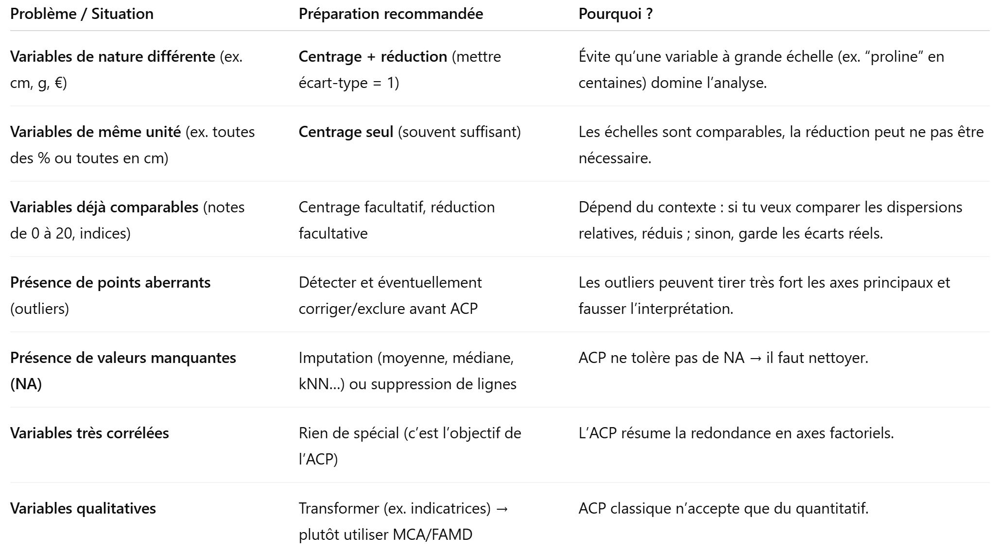 Problème / Situation
Préparation recommandée
Pourquoi ?
Variables de nature différente (ex.
cm, g, €)
Centrage + réduction (mettre
écart-type = 1)
Évite qu’une variable à grande échelle (ex. “proline” en
centaines) domine l’analyse.
Variables de même unité (ex. toutes
des % ou toutes en cm)
Centrage seul (souvent suffisant)
Les échelles sont comparables, la réduction peut ne pas être
nécessaire.
Variables déjà comparables (notes
de 0 à 20, indices)
Centrage facultatif, réduction
facultative
Dépend du contexte : si tu veux comparer les dispersions
relatives, réduis ; sinon, garde les écarts réels.
Présence de points aberrants
(outliers)
Détecter et éventuellement
corriger/exclure avant ACP
Les outliers peuvent tirer très fort les axes principaux et
fausser l’interprétation.
Présence de valeurs manquantes
(NA)
Imputation (moyenne, médiane,
kNN…) ou suppression de lignes
ACP ne tolère pas de NA → il faut nettoyer.
Variables très corrélées
Rien de spécial (c’est l’objectif de
l’ACP)
L’ACP résume la redondance en axes factoriels.
Variables qualitatives
Transformer (ex. indicatrices) →
plutôt utiliser MCA/FAMD
ACP classique n’accepte que du quantitatif.